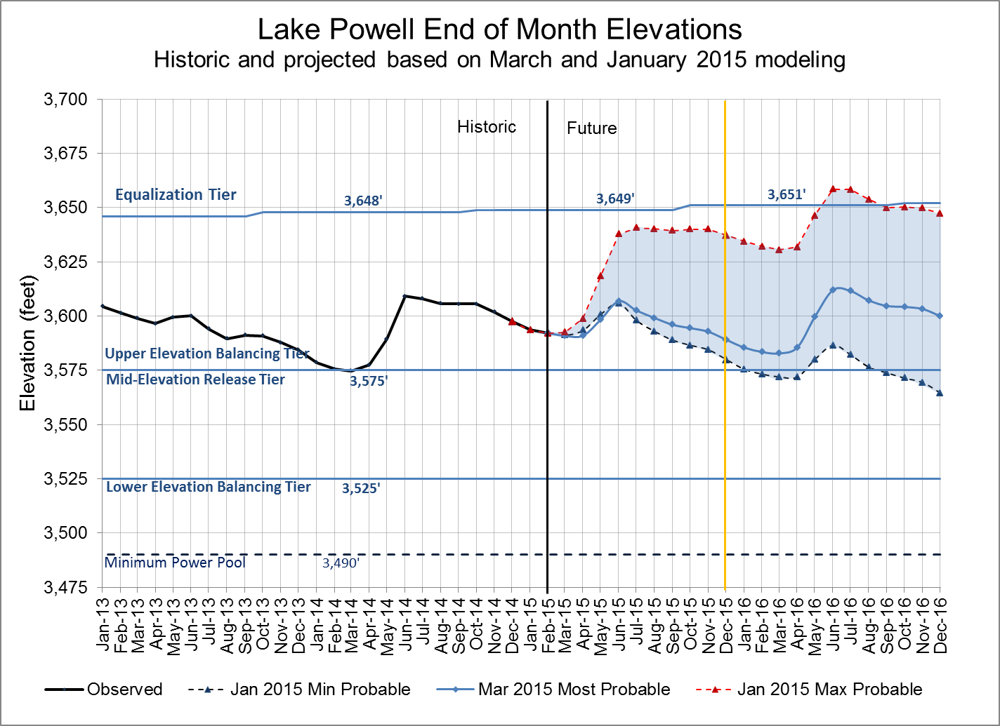 Lake Powell End of Month Elevations
Historic and projected based on March and January 2015 modeling
Elevation (feet)
3,700
3,675
3,650
3,625
3,600
3,575
3,550
3,525
3,500
3,475
Historic
Future
Equalization Tier
3,648'
3,649'
3,651'
Upper Elevation Balancing Tier
Mid-Elevation Release Tier
3,575'
Lower Elevation Balancing Tier
3,525'
Minimum Power Pool
3,490'
Jan-13
Feb-13
Mar-13
Apr-13
May-13
Jun-13
Jul-13
Aug-13
Sep-13
Oct-13
Nov-13
Dec-13
Jan-14
Feb-14
Mar-14
Apr-14
May-14
Jun-14
Jul-14
Aug-14
Sep-14
Oct-14
Nov-14
Dec-14
Jan-15
Feb-15
Mar-15
Apr-15
May-15
Jun-15
Jul-15
Aug-15
Sep-15
Oct-15
Nov-15
Dec-15
Jan-16
Feb-16
Mar-16
Apr-16
May-16
Jun-16
Jul-16
Aug-16
Sep-16
Oct-16
Nov-16
Dec-16
Observed
Jan 2015 Min Probable
Mar 2015 Most Probable
Jan 2015 Max Probable